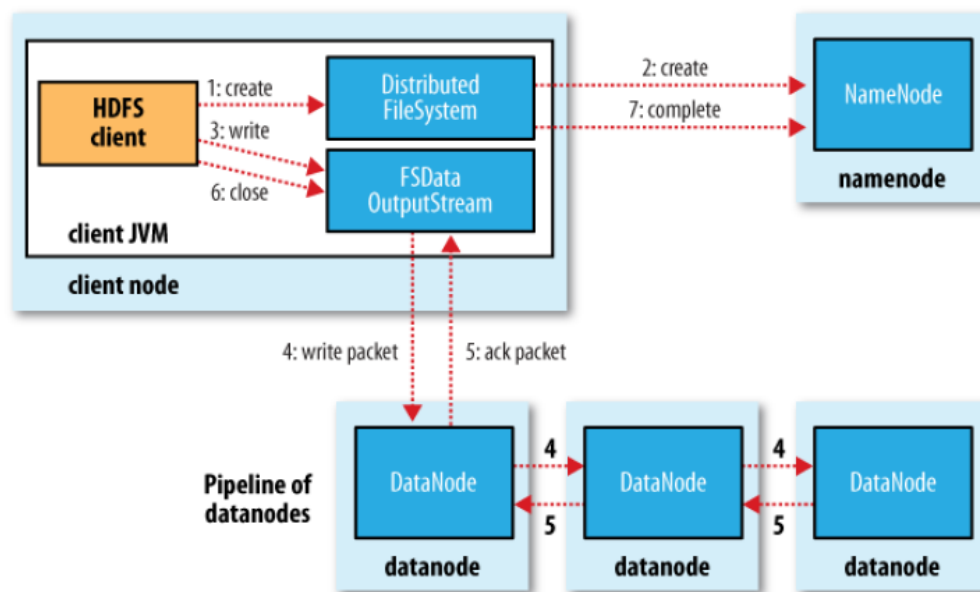 HDFS
client
1: create
3: write
6: close
Distributed
FileSystem
FSData
OutputStream
client JVM
client node
2: create
7: complete
NameNode
namenode
4: write packet
5: ack packet
Pipeline of
datanodes
DataNode
4
5
DataNode
4
5
DataNode
datanode
datanode
datanode